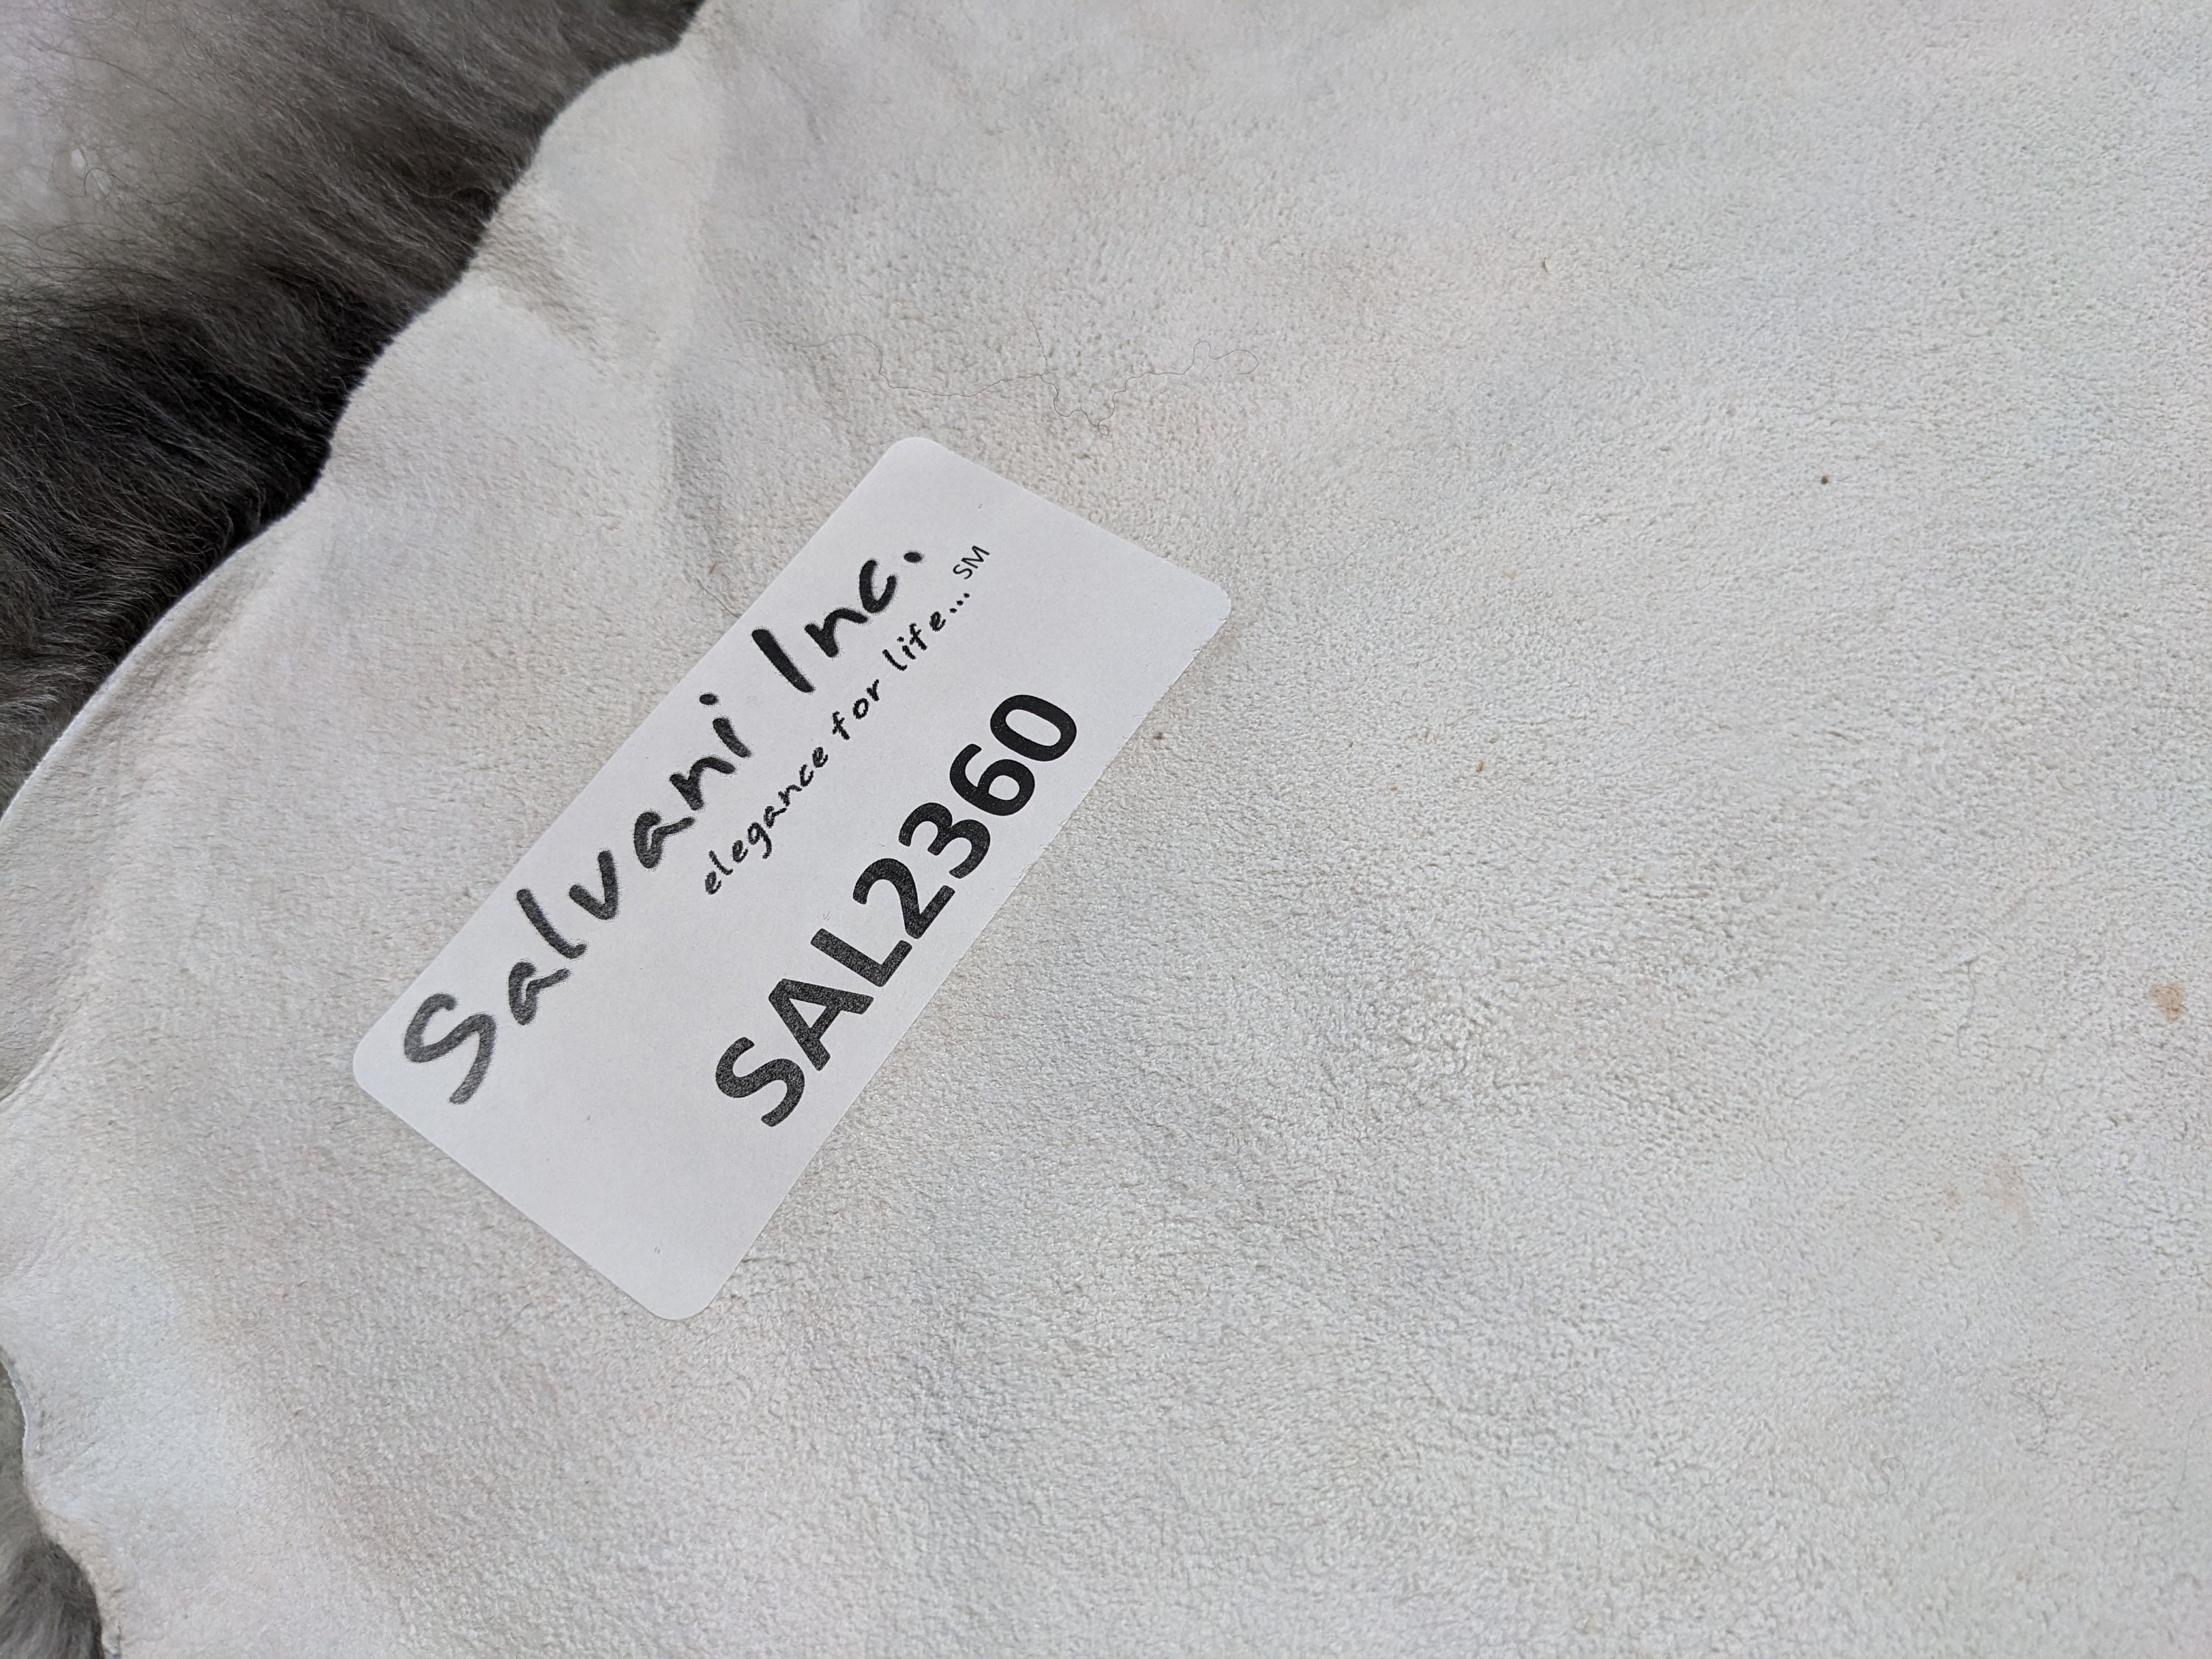 Salvani Inc.
elegance for life... SM
SAL2360